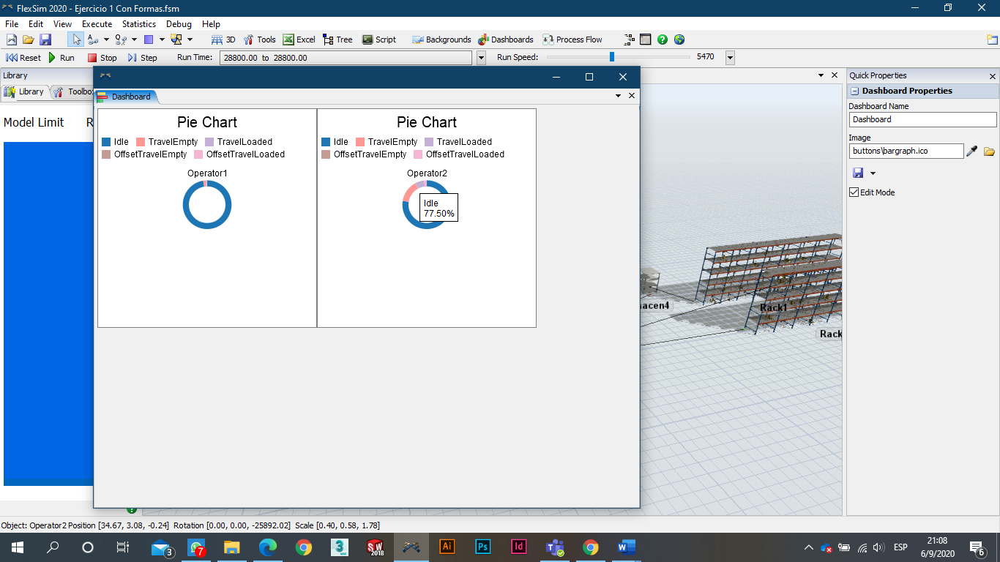 FlexSim 2020 - Ejercicio 1 Con Formas.fsm
File Edit View Execute Statistics Debug Help
3D Tools Excel Tree Script Backgrounds Dashboards Process Flow
Reset Run Stop Step Run Time: 28800.00 to 28800.00 Run Speed: 5470
Library
Library Toolbo
Model Limit R
Dashboard
Pie Chart
Idle TravelEmpty TravelLoaded
OffsetTravelEmpty OffsetTravelLoaded
Operator1
Pie Chart
Idle TravelEmpty TravelLoaded
OffsetTravelEmpty OffsetTravelLoaded
Operator2
Idle
77.50%
nacen4
Rack1
Rack
Quick Properties
Dashboard Properties
Dashboard Name
Dashboard
Image
buttons\bargraph.ico
Edit Mode
Object: Operator2 Position [34.67, 3.08, -0.24] Rotation [0.00, 0.00, -25892.02] Scale [0.40, 0.58, 1.78]
3
7
3
SW
2018
Ai
Ps
Id
ESP
21:08
6/9/2020
6